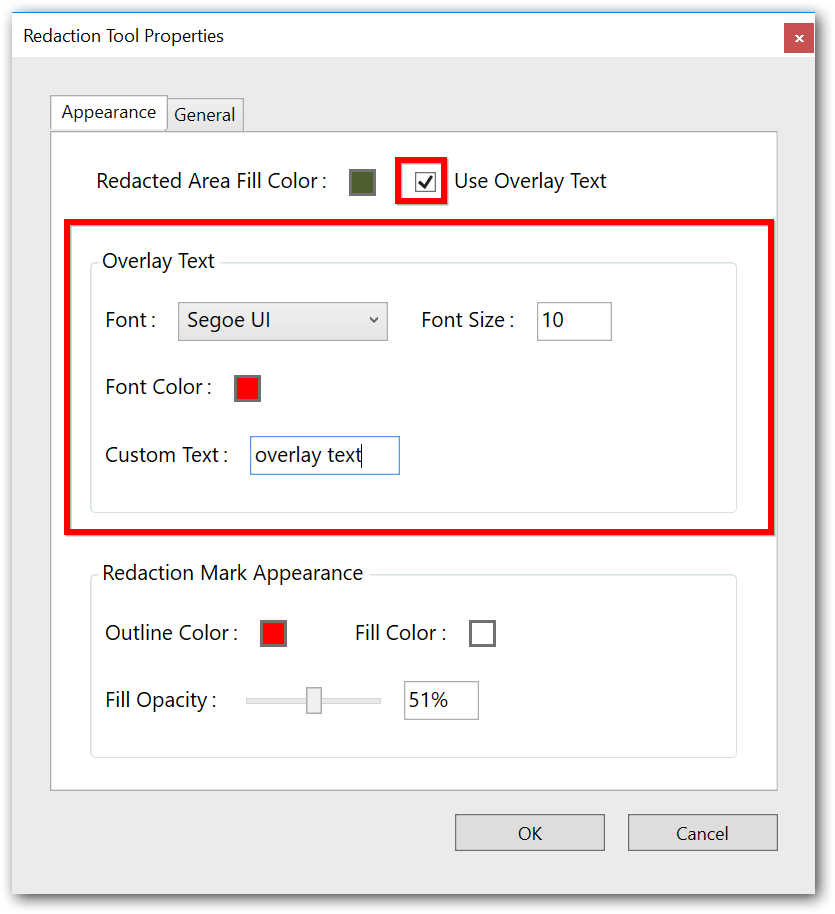 Redaction Tool Properties
Appearance General
Redacted Area Fill Color : Use Overlay Text
Overlay Text
Font : Segoe UI Font Size : 10
Font Color :
Custom Text : overlay text
Redaction Mark Appearance
Outline Color : Fill Color :
Fill Opacity : 51%
OK Cancel